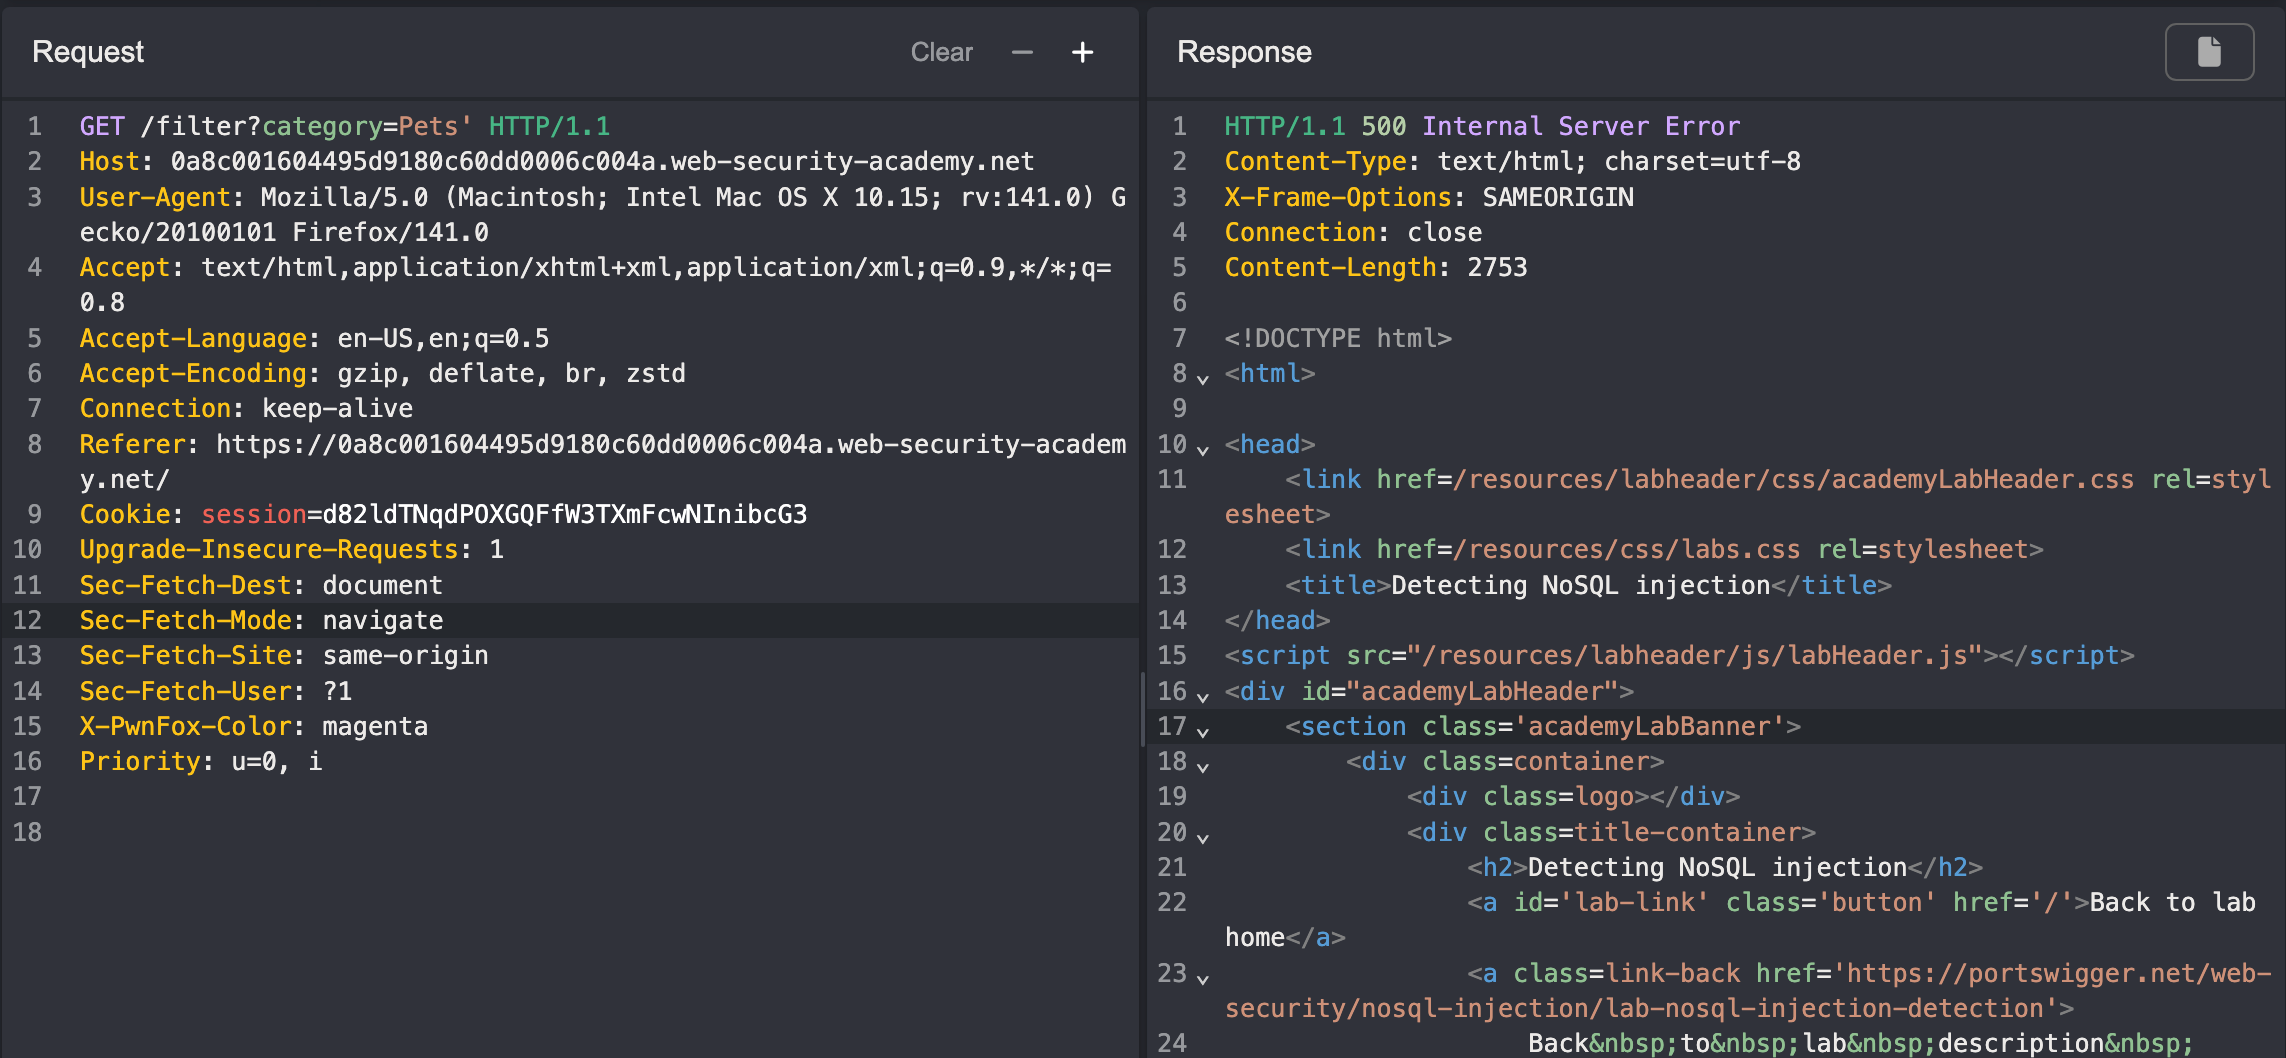 Request
Clear
1 GET /filter?category=Pets' HTTP/1.1
2 Host: 0a8c001604495d9180c60dd0006c004a.web-security-academy.net
3 User-Agent: Mozilla/5.0 (Macintosh; Intel Mac OS X 10.15; rv:141.0) G
ecko/20100101 Firefox/141.0
4 Accept: text/html,application/xhtml+xml,application/xml;q=0.9,*/*;q=
0.8
5 Accept-Language: en-US,en;q=0.5
6 Accept-Encoding: gzip, deflate, br, zstd
7 Connection: keep-alive
8 Referer: https://0a8c001604495d9180c60dd0006c004a.web-security-academ
y.net/
9 Cookie: session=d82ldTNqdPOXGQFfW3TXmFcwNInibcG3
10 Upgrade-Insecure-Requests: 1
11 Sec-Fetch-Dest: document
12 Sec-Fetch-Mode: navigate
13 Sec-Fetch-Site: same-origin
14 Sec-Fetch-User: ?1
15 X-PwnFox-Color: magenta
16 Priority: u=0, i
17
18
Response
1 HTTP/1.1 500 Internal Server Error
2 Content-Type: text/html; charset=utf-8
3 X-Frame-Options: SAMEORIGIN
4 Connection: close
5 Content-Length: 2753
6
7 <!DOCTYPE html>
8 <html>
9
10 <head>
11 <link href=/resources/labheader/css/academyLabHeader.css rel=styl
esheet>
12 <link href=/resources/css/labs.css rel=stylesheet>
13 <title>Detecting NoSQL injection</title>
14 </head>
15 <script src="/resources/labheader/js/labHeader.js"></script>
16 <div id="academyLabHeader">
17 <section class='academyLabBanner'>
18 <div class=container>
19 <div class=logo></div>
20 <div class=title-container>
21 <h2>Detecting NoSQL injection</h2>
22 <a id='lab-link' class='button' href='/'>Back to lab
home</a>
23 <a class=link-back href='https://portswigger.net/web-
security/nosql-injection/lab-nosql-injection-detection'>
24 Back&nbsp;to&nbsp;lab&nbsp;description&nbsp;